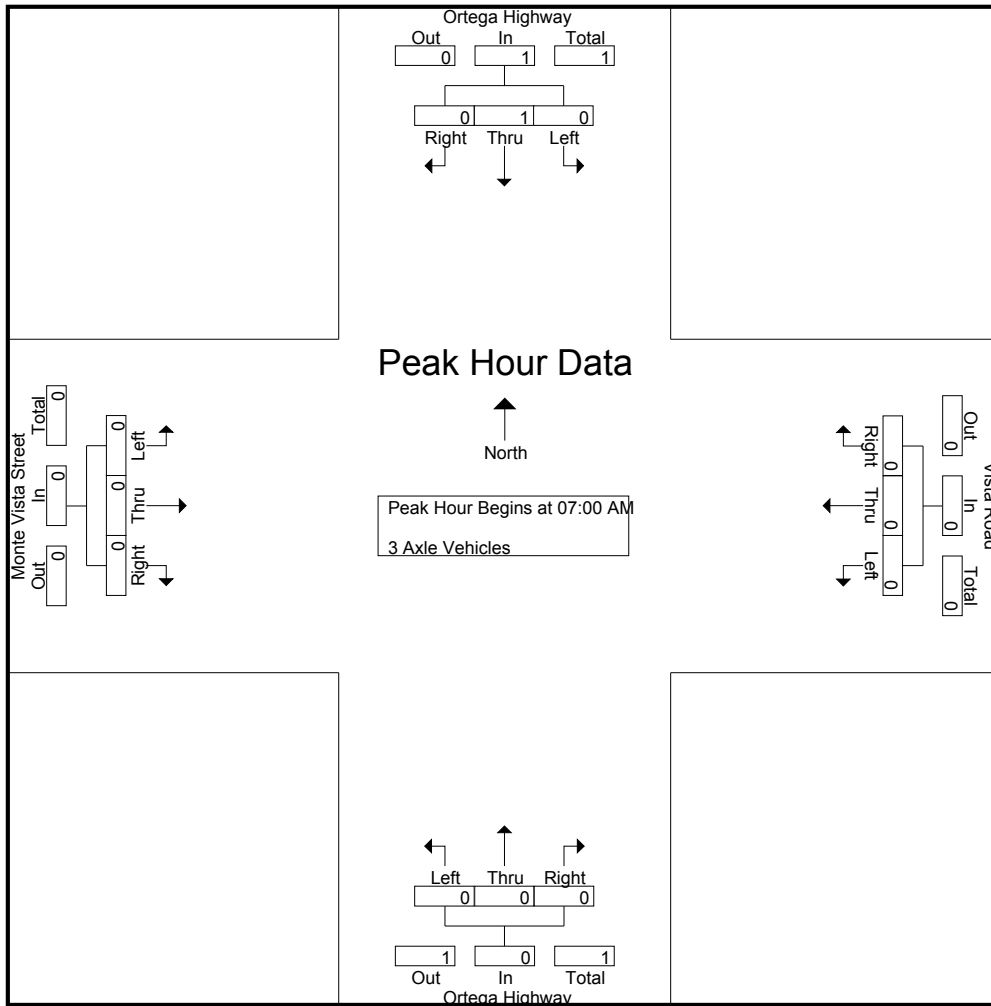 Ortega Highway
Out In Total
0 1 1
0 1 0
Right Thru Left
Peak Hour Data
North
Peak Hour Begins at 07:00 AM
3 Axle Vehicles
Monte Vista Street
Out In Total
0 0 0
0 0 0
Right Thru Left
Vista Road
Out In Total
0 0 0
0 0 0
Right Thru Left
Left Thru Right
0 0 0
1 0 1
Out In Total
Ortega Highway